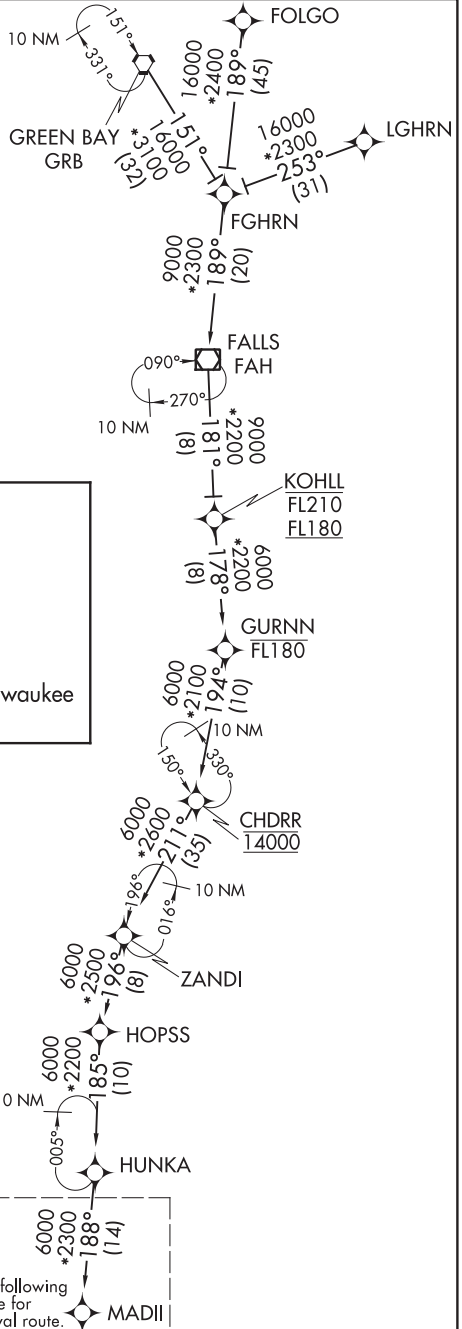 FOLGO
10 NM
151°
331°
GREEN BAY
GRB
151°
16000
*3100
(32)
16000
*2400
189°
(45)
LGHRN
16000
*2300
253°
(31)
FGHRN
9000
*2300
189°
(20)
FALLS
FAH
090°
270°
10 NM
9000
*2200
181°
(8)
KOHLL
FL210
FL180
6000
*2200
178°
(8)
GURNN
FL180
6000
*2100
194°
(10)
10 NM
150°
330°
CHDRR
14000
waukee
6000
*2600
211°
(35)
196°
016°
10 NM
ZANDI
6000
*2500
196°
(8)
HOPSS
6000
*2200
185°
(10)
0 NM
005°
HUNKA
6000
*2300
188°
(14)
following
e for
val route.
MADII